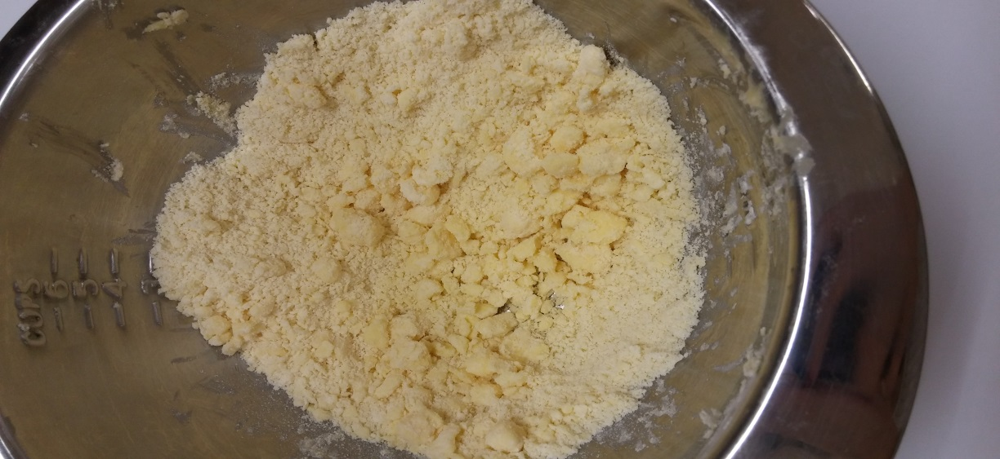 CUPS
– 6 –
– 5 –
– 4 –